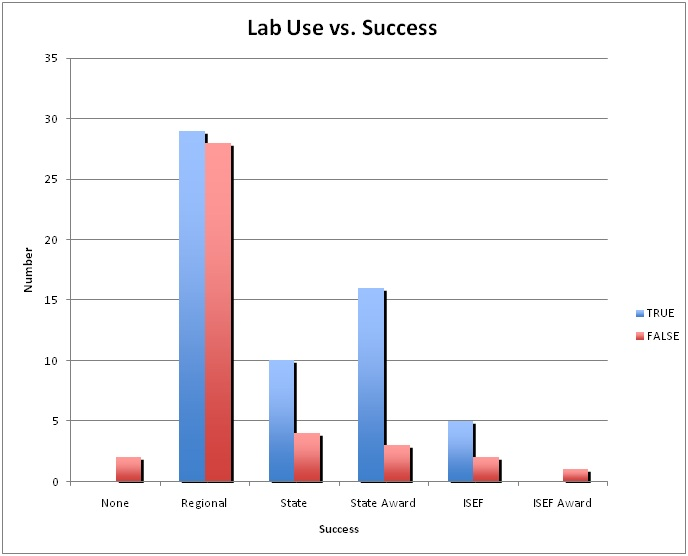 Lab Use vs. Success
35
30
25
20
15
10
5
0
Number
None Regional State State Award ISEF ISEF Award
Success
TRUE
FALSE